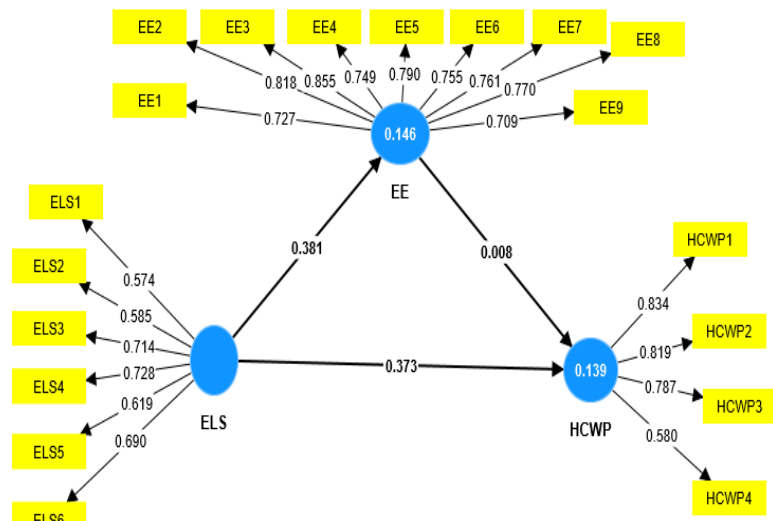 EE2
EE3
EE4
EE5
EE6
EE7
EE8
EE1
EE9
0.818
0.855
0.749
0.790
0.755
0.761
0.770
0.727
0.709
0.146
EE
ELS1
ELS2
ELS3
ELS4
ELS5
ELS6
0.574
0.585
0.714
0.728
0.619
0.690
ELS
0.381
0.008
0.373
0.139
HCWP
HCWP1
HCWP2
HCWP3
HCWP4
0.834
0.819
0.787
0.580